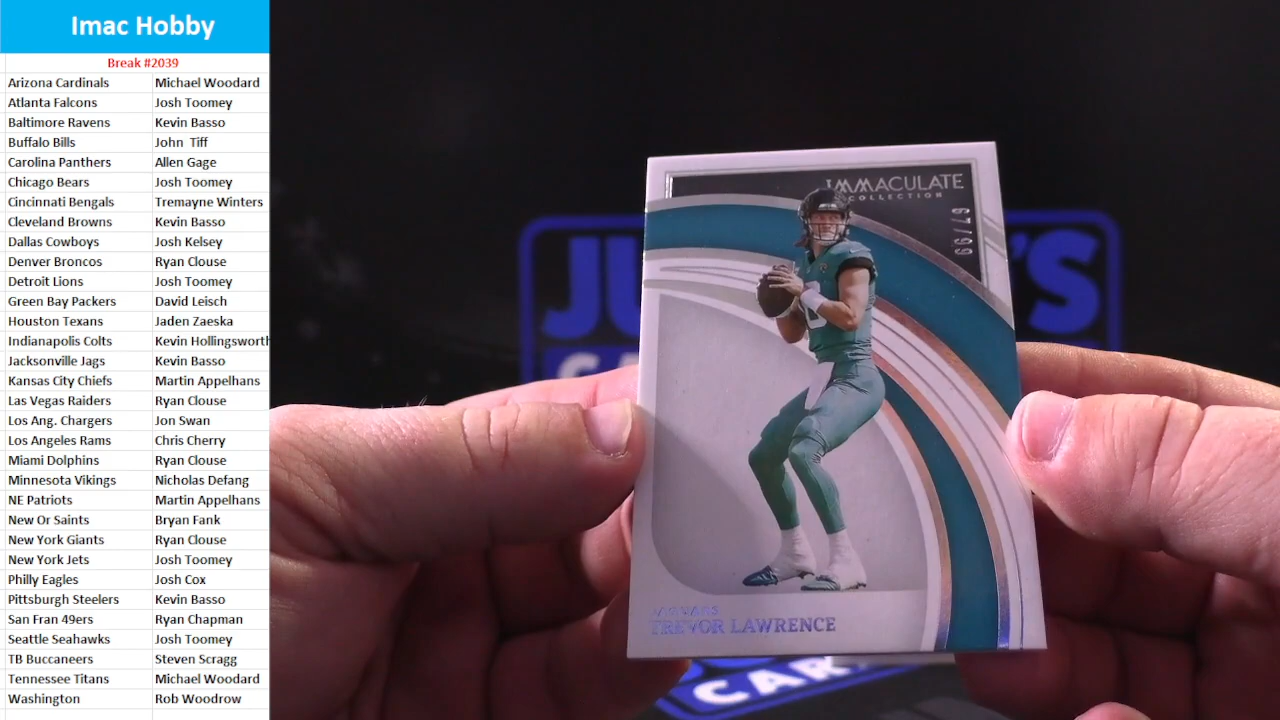 Imac Hobby
Break #2039
Arizona Cardinals Michael Woodard
Atlanta Falcons Josh Toomey
Baltimore Ravens Kevin Basso
Buffalo Bills John Tiff
Carolina Panthers Allen Gage
Chicago Bears Josh Toomey
Cincinnati Bengals Tremayne Winters
Cleveland Browns Kevin Basso
Dallas Cowboys Josh Kelsey
Denver Broncos Ryan Clouse
Detroit Lions Josh Toomey
Green Bay Packers David Leisch
Houston Texans Jaden Zaeska
Indianapolis Colts Kevin Hollingsworth
Jacksonville Jags Kevin Basso
Kansas City Chiefs Martin Appelhans
Las Vegas Raiders Ryan Clouse
Los Ang. Chargers Jon Swan
Los Angeles Rams Chris Cherry
Miami Dolphins Ryan Clouse
Minnesota Vikings Nicholas Defang
NE Patriots Martin Appelhans
New Or Saints Bryan Fank
New York Giants Ryan Clouse
New York Jets Josh Toomey
Philly Eagles Josh Cox
Pittsburgh Steelers Kevin Basso
San Fran 49ers Ryan Chapman
Seattle Seahawks Josh Toomey
TB Buccaneers Steven Scragg
Tennessee Titans Michael Woodard
Washington Rob Woodrow
IMMACULATE
COLLECTION
67/99
JAGUARS
TREVOR LAWRENCE